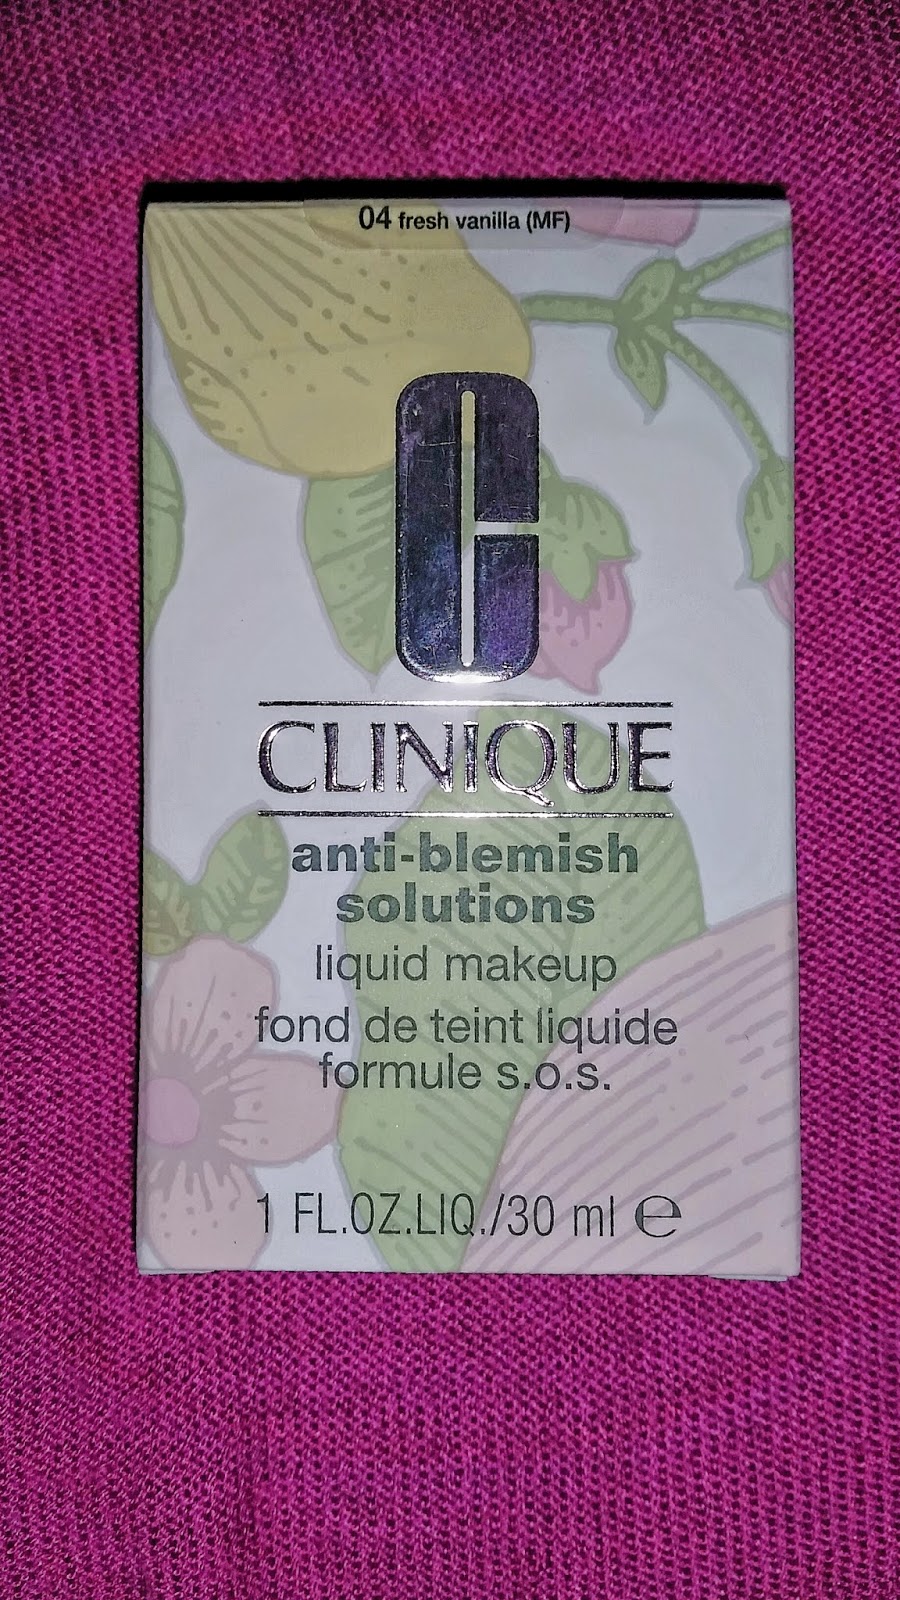 04 fresh vanilla (MF)
C
CLINIQUE
anti-blemish
solutions
liquid makeup
fond de teint liquide
formule s.o.s.
1 FL.OZ.LIQ./30 ml ℮